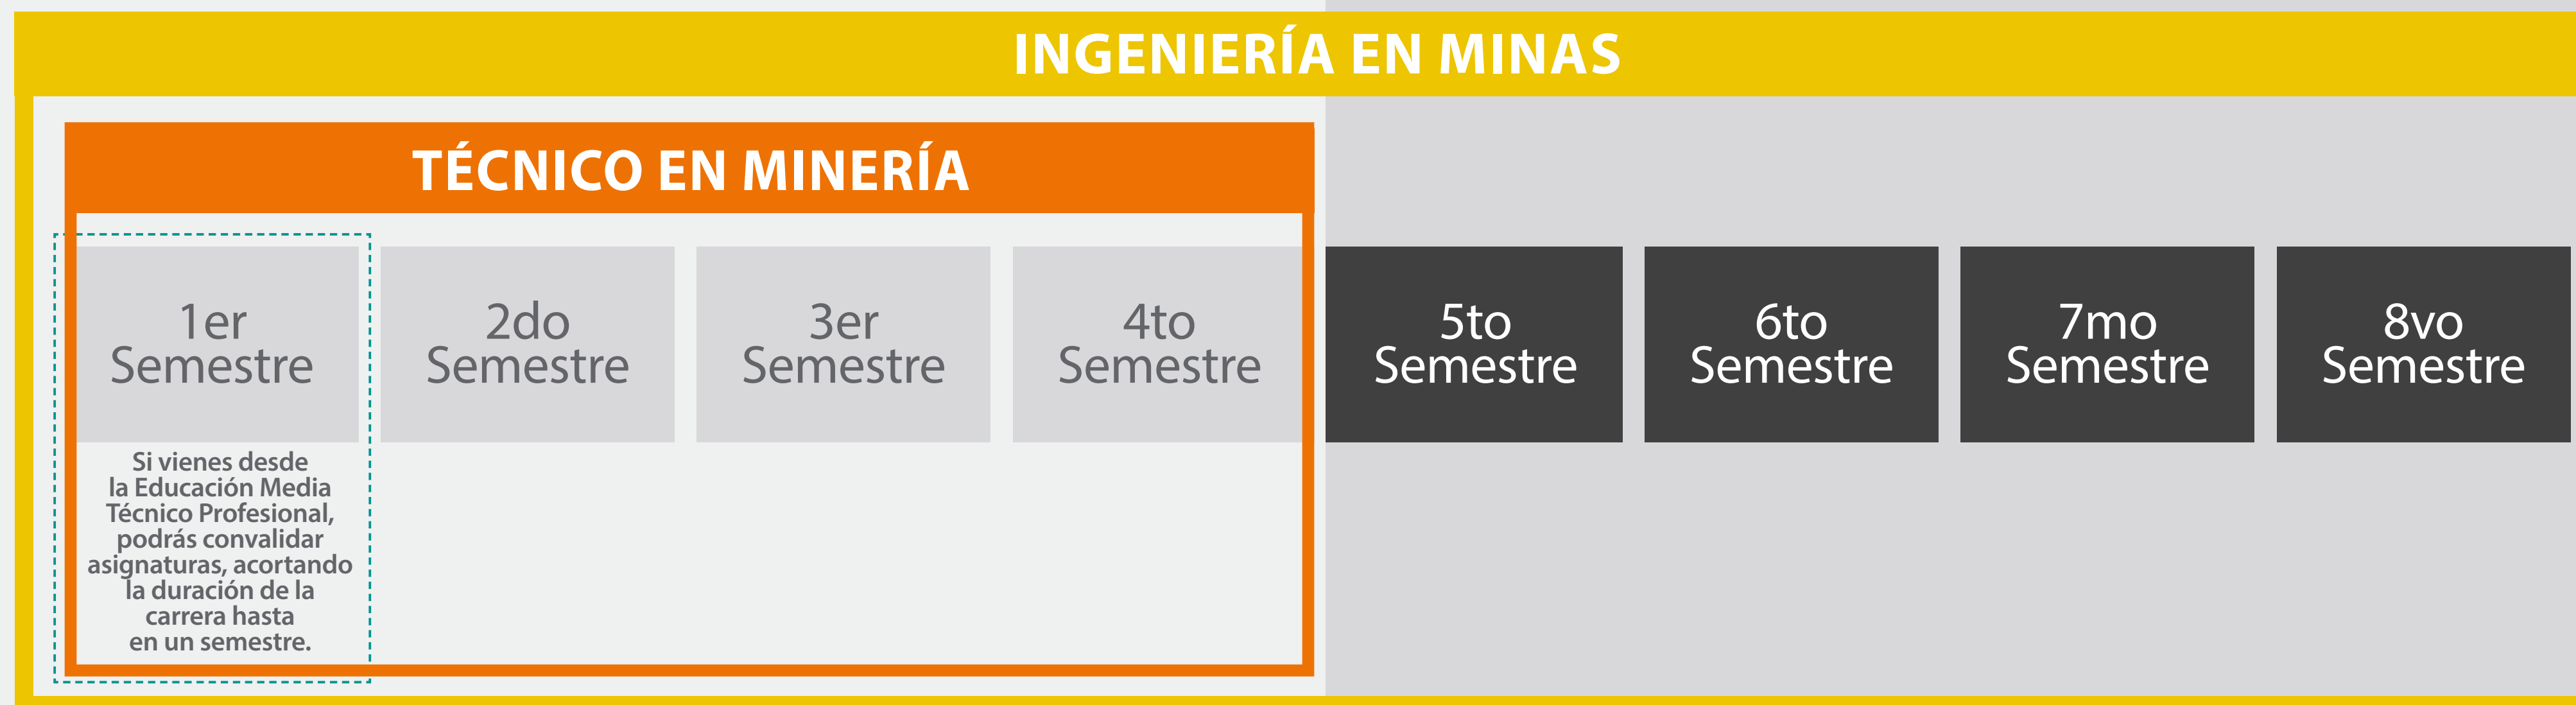 INGENIERÍA EN MINAS
TÉCNICO EN MINERÍA
1er
Semestre
2do
Semestre
3er
Semestre
4to
Semestre
5to
Semestre
6to
Semestre
7mo
Semestre
8vo
Semestre
Si vienes desde
la Educación Media
Técnico Profesional,
podrás convalidar
asignaturas, acortando
la duración de la
carrera hasta
en un semestre.